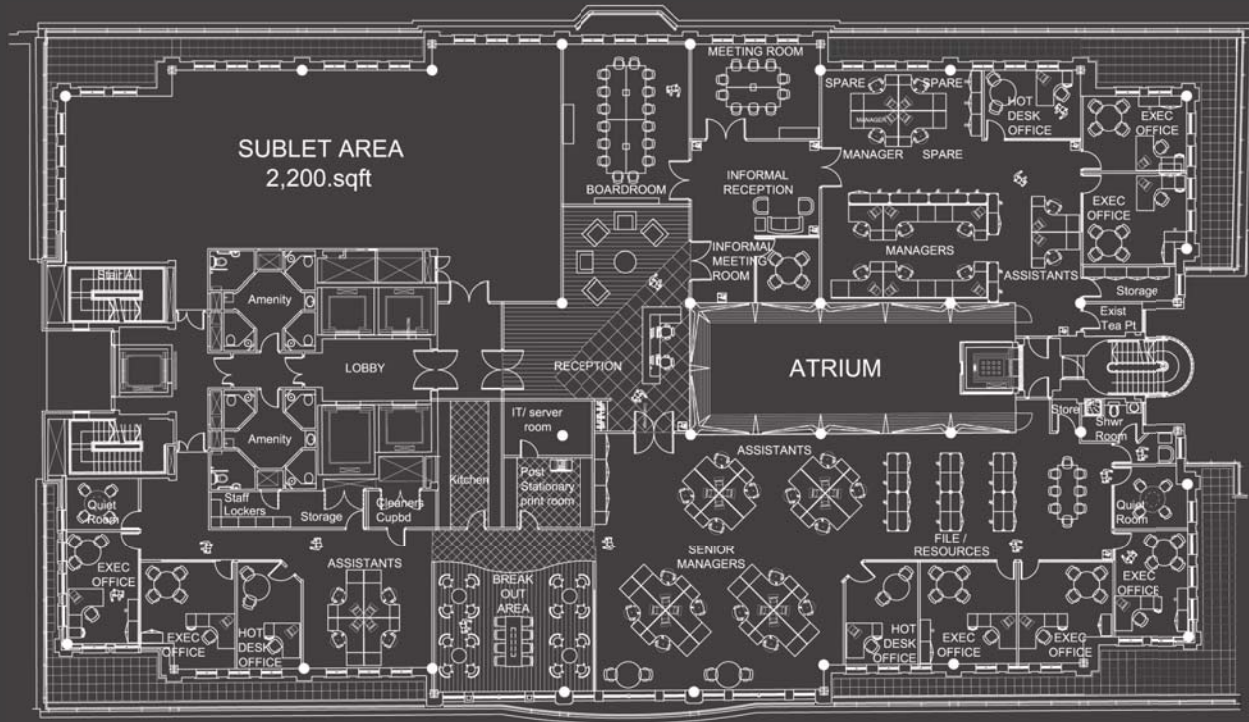 MEETING ROOM
SPARE
SPARE
HOT
DESK
OFFICE
MANAGER
EXEC
OFFICE
SUBLET AREA
2,200.sqft
MANAGER
SPARE
INFORMAL
RECEPTION
BOARDROOM
EXEC
OFFICE
INFORMAL
MEETING
ROOM
MANAGERS
ASSISTANTS
Stair A
Storage
Amenity
Exist
Tea Pt
LOBBY
RECEPTION
ATRIUM
IT/ server
room
Store
Shwr
Room
Amenity
ASSISTANTS
Kitchen
Post
Stationary
print room
Quiet
Room
Staff
Lockers
Storage
Cleaners
Cupbd
Quiet
Room
FILE /
RESOURCES
SENIOR
MANAGERS
EXEC
OFFICE
ASSISTANTS
BREAK
OUT
AREA
EXEC
OFFICE
EXEC
OFFICE
HOT
DESK
OFFICE
HOT
DESK
OFFICE
EXEC
OFFICE
EXEC
OFFICE